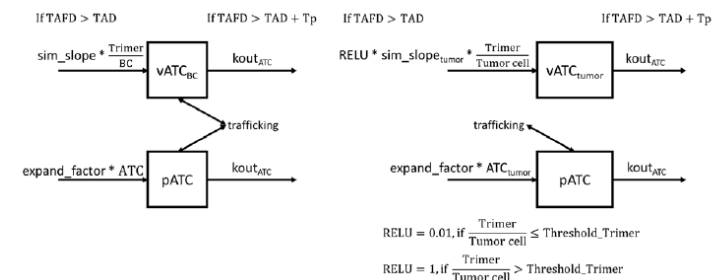 If TAFD > TAD
If TAFD > TAD + Tp
sim_slope * Trimer/BC
vATC_BC
kout_ATC
trafficking
expand_factor * ATC
pATC
kout_ATC
If TAFD > TAD
If TAFD > TAD + Tp
RELU * sim_slope_tumor * Trimer/Tumor cell
vATC_tumor
kout_ATC
trafficking
expand_factor * ATC_tumor
pATC
kout_ATC
RELU = 0.01, if Trimer/Tumor cell ≤ Threshold_Trimer
RELU = 1, if Trimer/Tumor cell > Threshold_Trimer